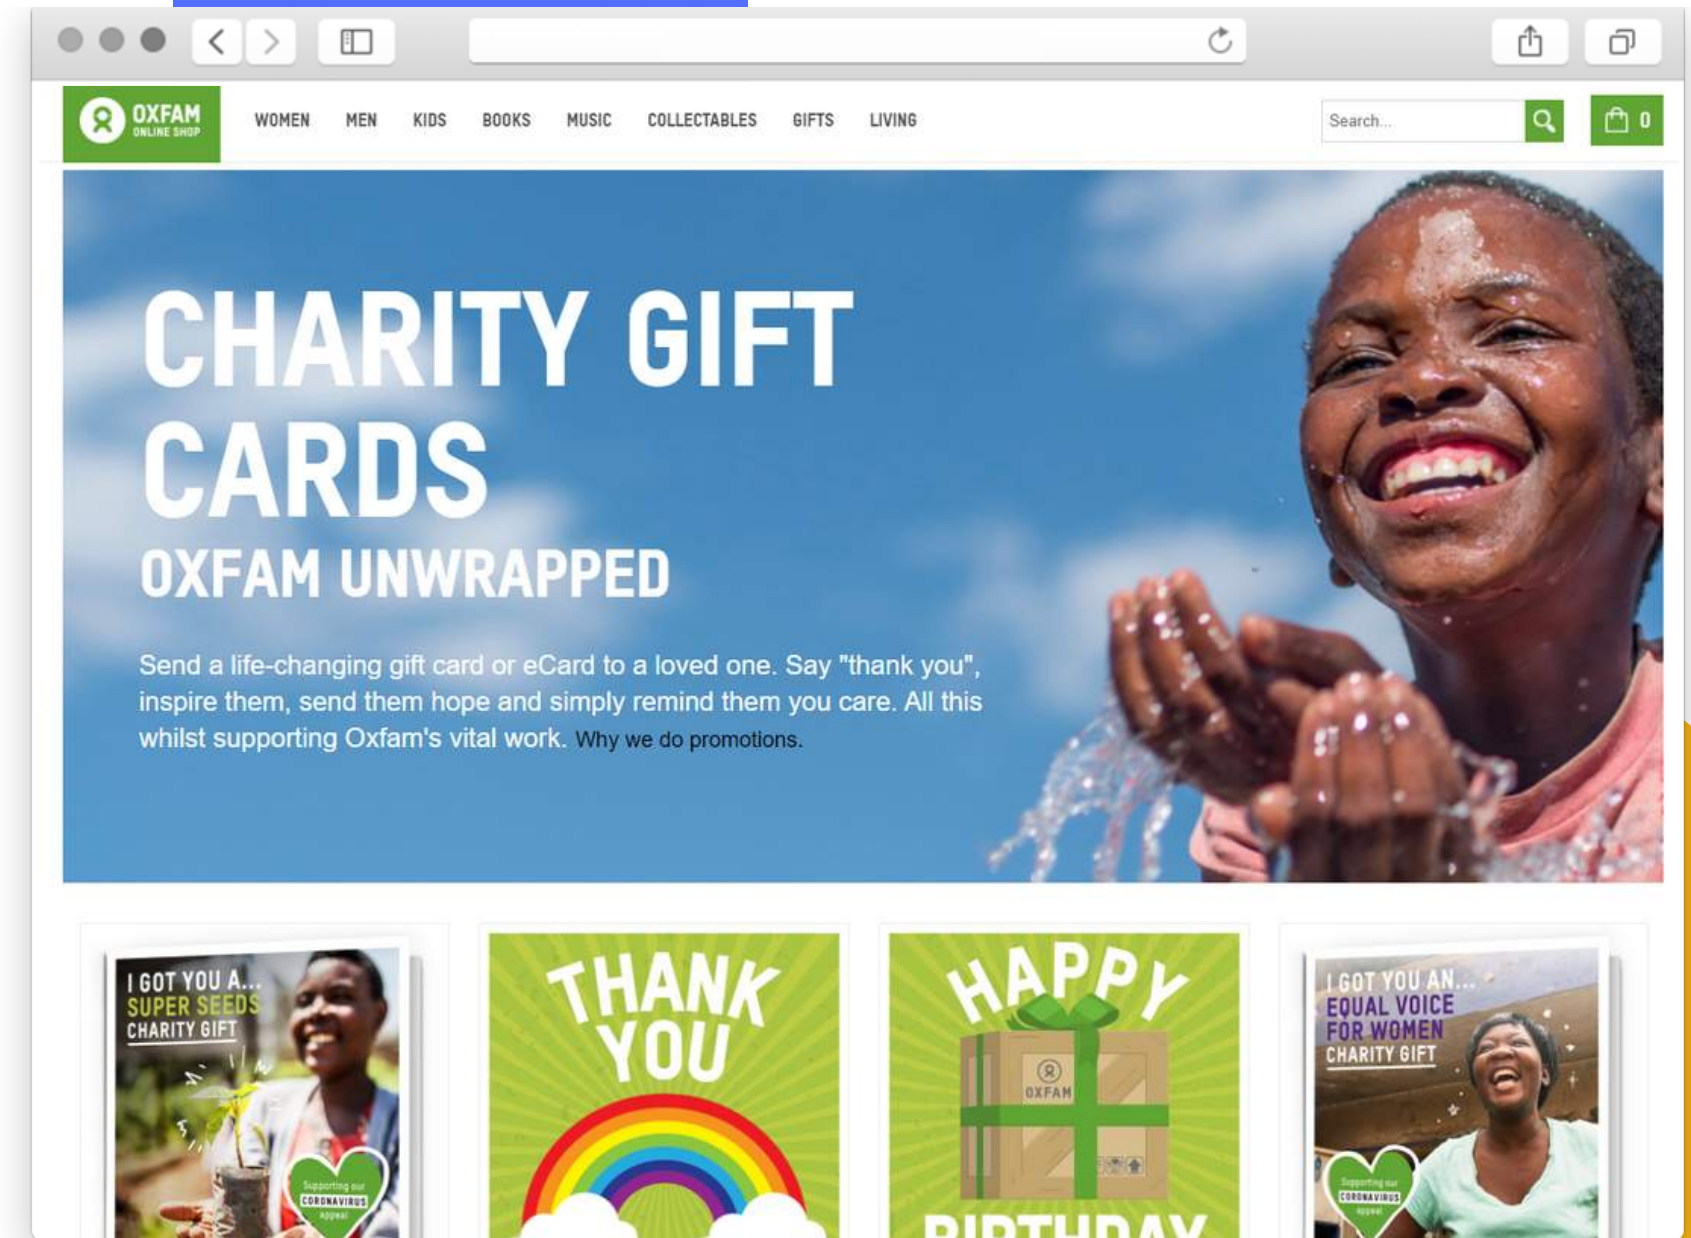 OXFAM
ONLINE SHOP
WOMEN MEN KIDS BOOKS MUSIC COLLECTABLES GIFTS LIVING
Search...
0
CHARITY GIFT
CARDS
OXFAM UNWRAPPED
Send a life-changing gift card or eCard to a loved one. Say "thank you",
inspire them, send them hope and simply remind them you care. All this
whilst supporting Oxfam's vital work. Why we do promotions.
I GOT YOU A...
SUPER SEEDS
CHARITY GIFT
Supporting our
CORONAVIRUS
appeal
THANK
YOU
HAPPY
OXFAM
BIRTHDAY
I GOT YOU AN...
EQUAL VOICE
FOR WOMEN
CHARITY GIFT
Supporting our
CORONAVIRUS
appeal